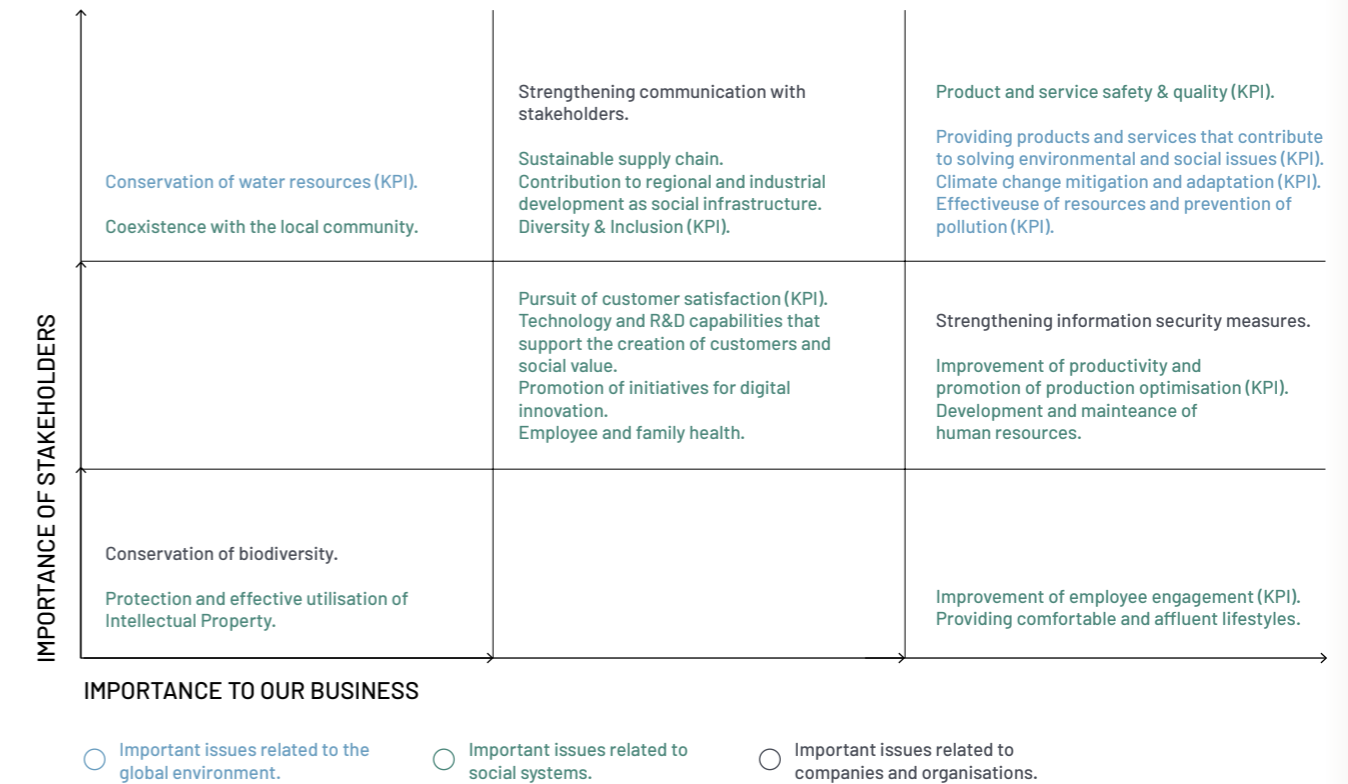 Strengthening communication with
stakeholders.
Product and service safety & quality (KPI).
Conservation of water resources (KPI).
Coexistence with the local community.
Sustainable supply chain.
Contribution to regional and industrial
development as social infrastructure.
Diversity & Inclusion (KPI).
Providing products and services that contribute
to solving environmental and social issues (KPI).
Climate change mitigation and adaptation (KPI).
Effectiveuse of resources and prevention of
pollution (KPI).
IMPORTANCE OF STAKEHOLDERS
Pursuit of customer satisfaction (KPI).
Technology and R&D capabilities that
support the creation of customers and
social value.
Promotion of initiatives for digital
innovation.
Employee and family health.
Strengthening information security measures.
Improvement of productivity and
promotion of production optimisation (KPI).
Development and mainteance of
human resources.
Conservation of biodiversity.
Protection and effective utilisation of
Intellectual Property.
Improvement of employee engagement (KPI).
Providing comfortable and affluent lifestyles.
IMPORTANCE TO OUR BUSINESS
Important issues related to the
global environment.
Important issues related to
social systems.
Important issues related to
companies and organisations.